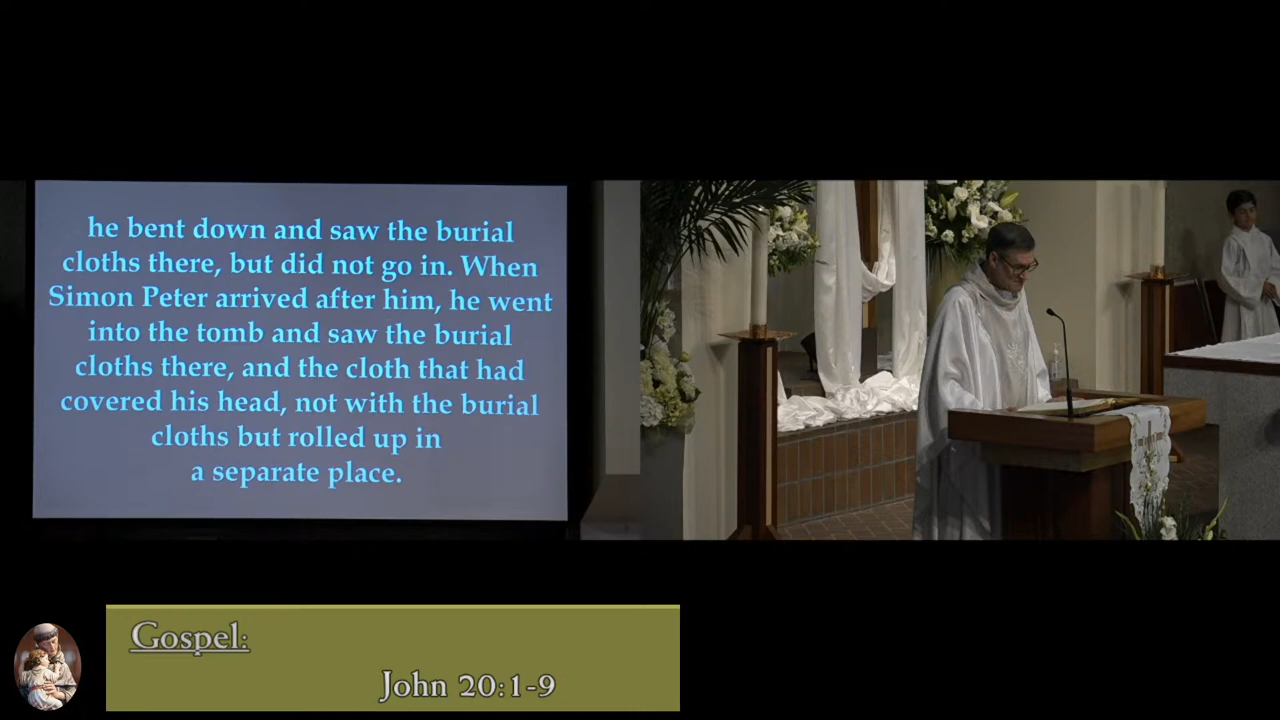 he bent down and saw the burial
cloths there, but did not go in. When
Simon Peter arrived after him, he went
into the tomb and saw the burial
cloths there, and the cloth that had
covered his head, not with the burial
cloths but rolled up in
a separate place.
Gospel:
John 20:1-9